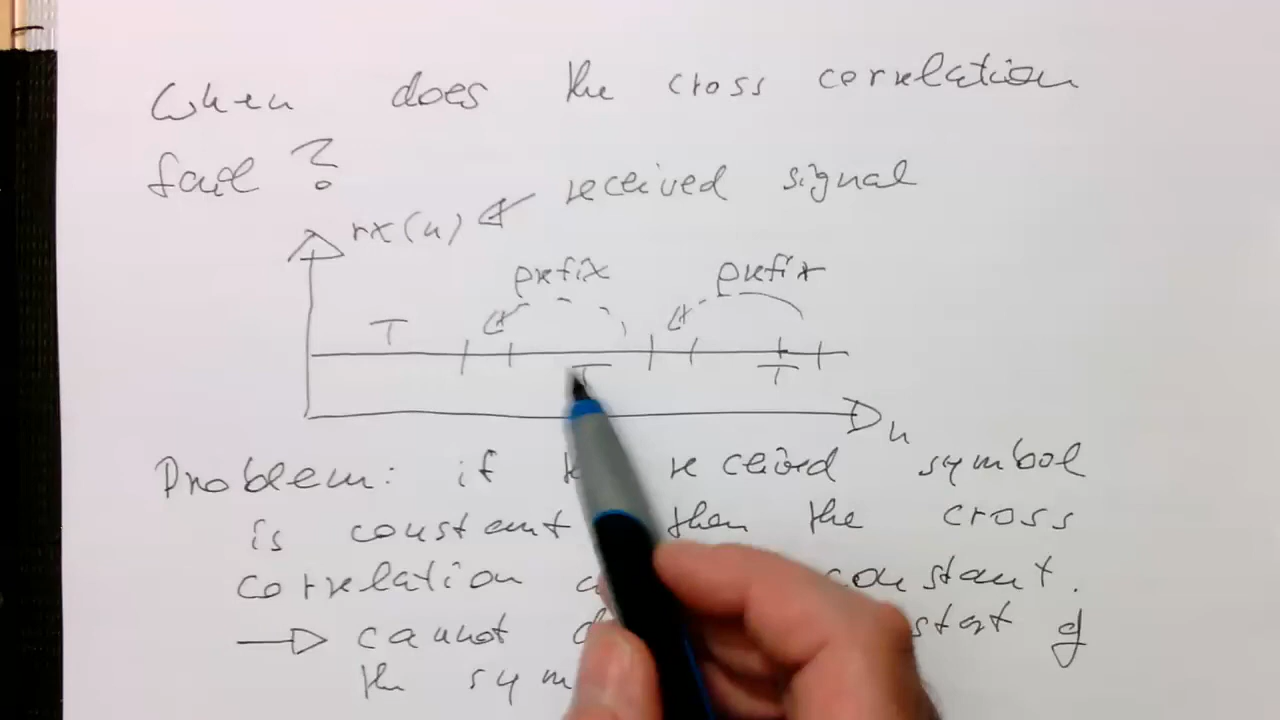 When does the cross correlation
fail ?
received signal
rx(n)
prefix prefix
T
T T
n
Problem: if received symbol
is constant then the cross
correlation constant.
cannot start of
the